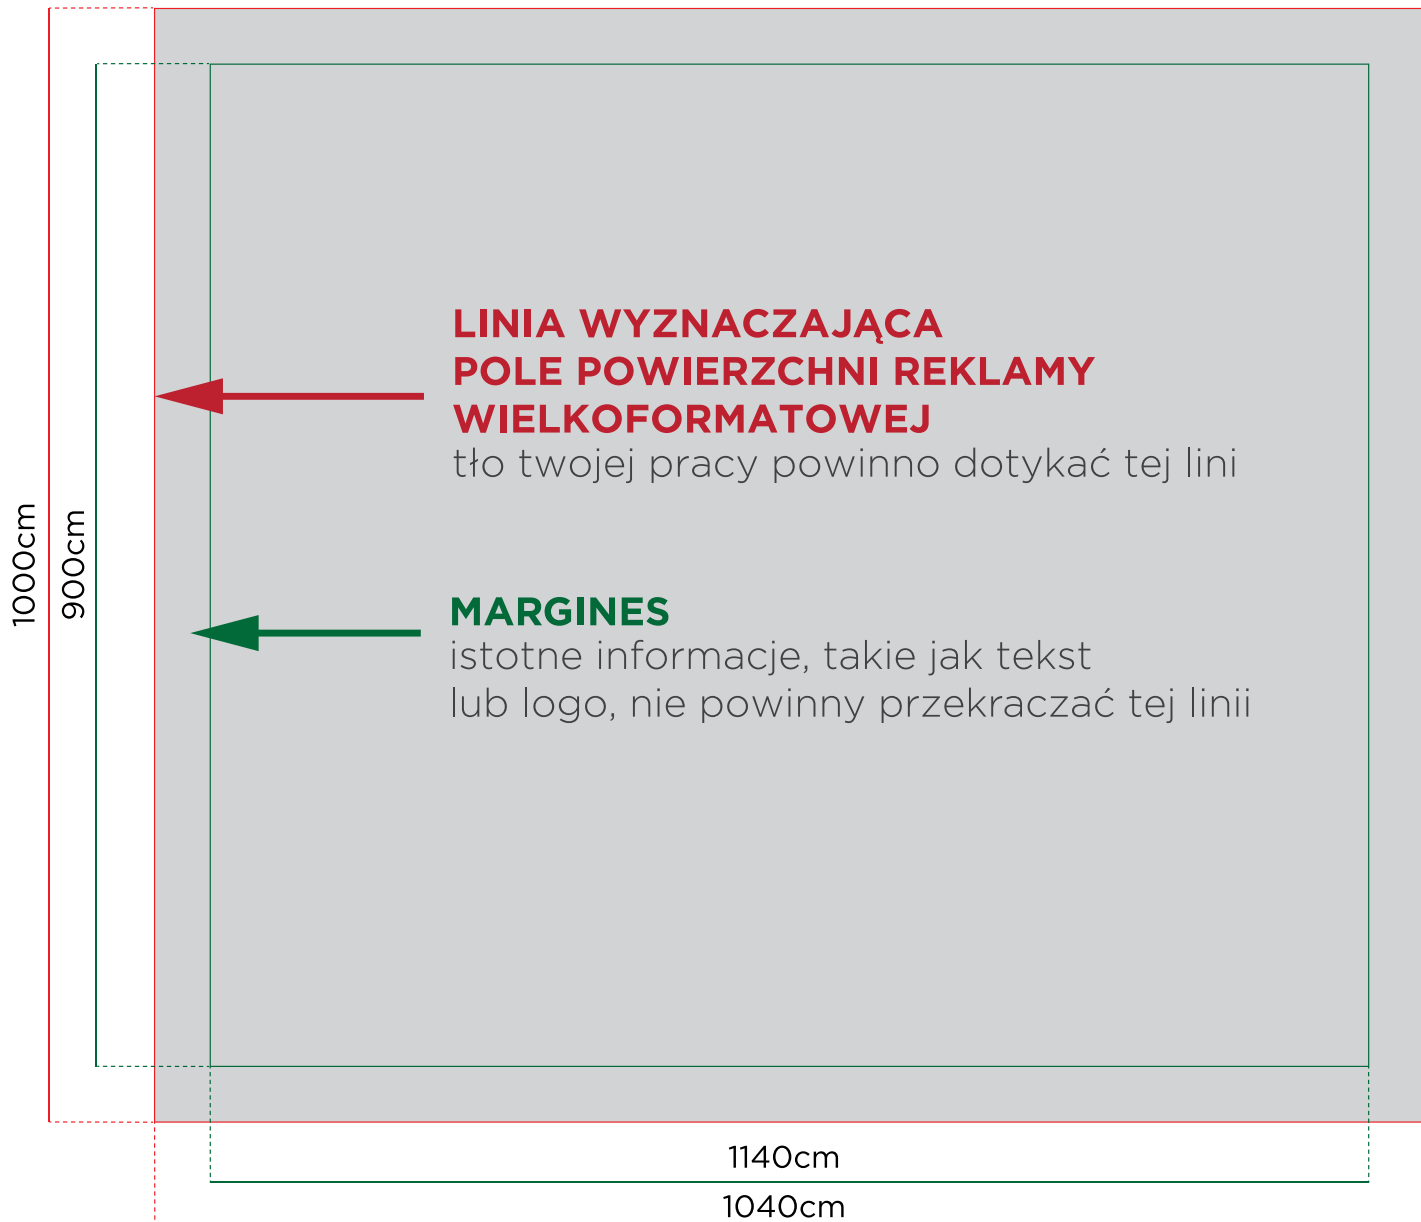 LINIA WYZNACZAJĄCA
POLE POWIERZCHNI REKLAMY
WIELKOFORMATOWEJ
tło twojej pracy powinno dotykać tej lini
1000cm
900cm
MARGINES
istotne informacje, takie jak tekst
lub logo, nie powinny przekraczać tej linii
1140cm
1040cm